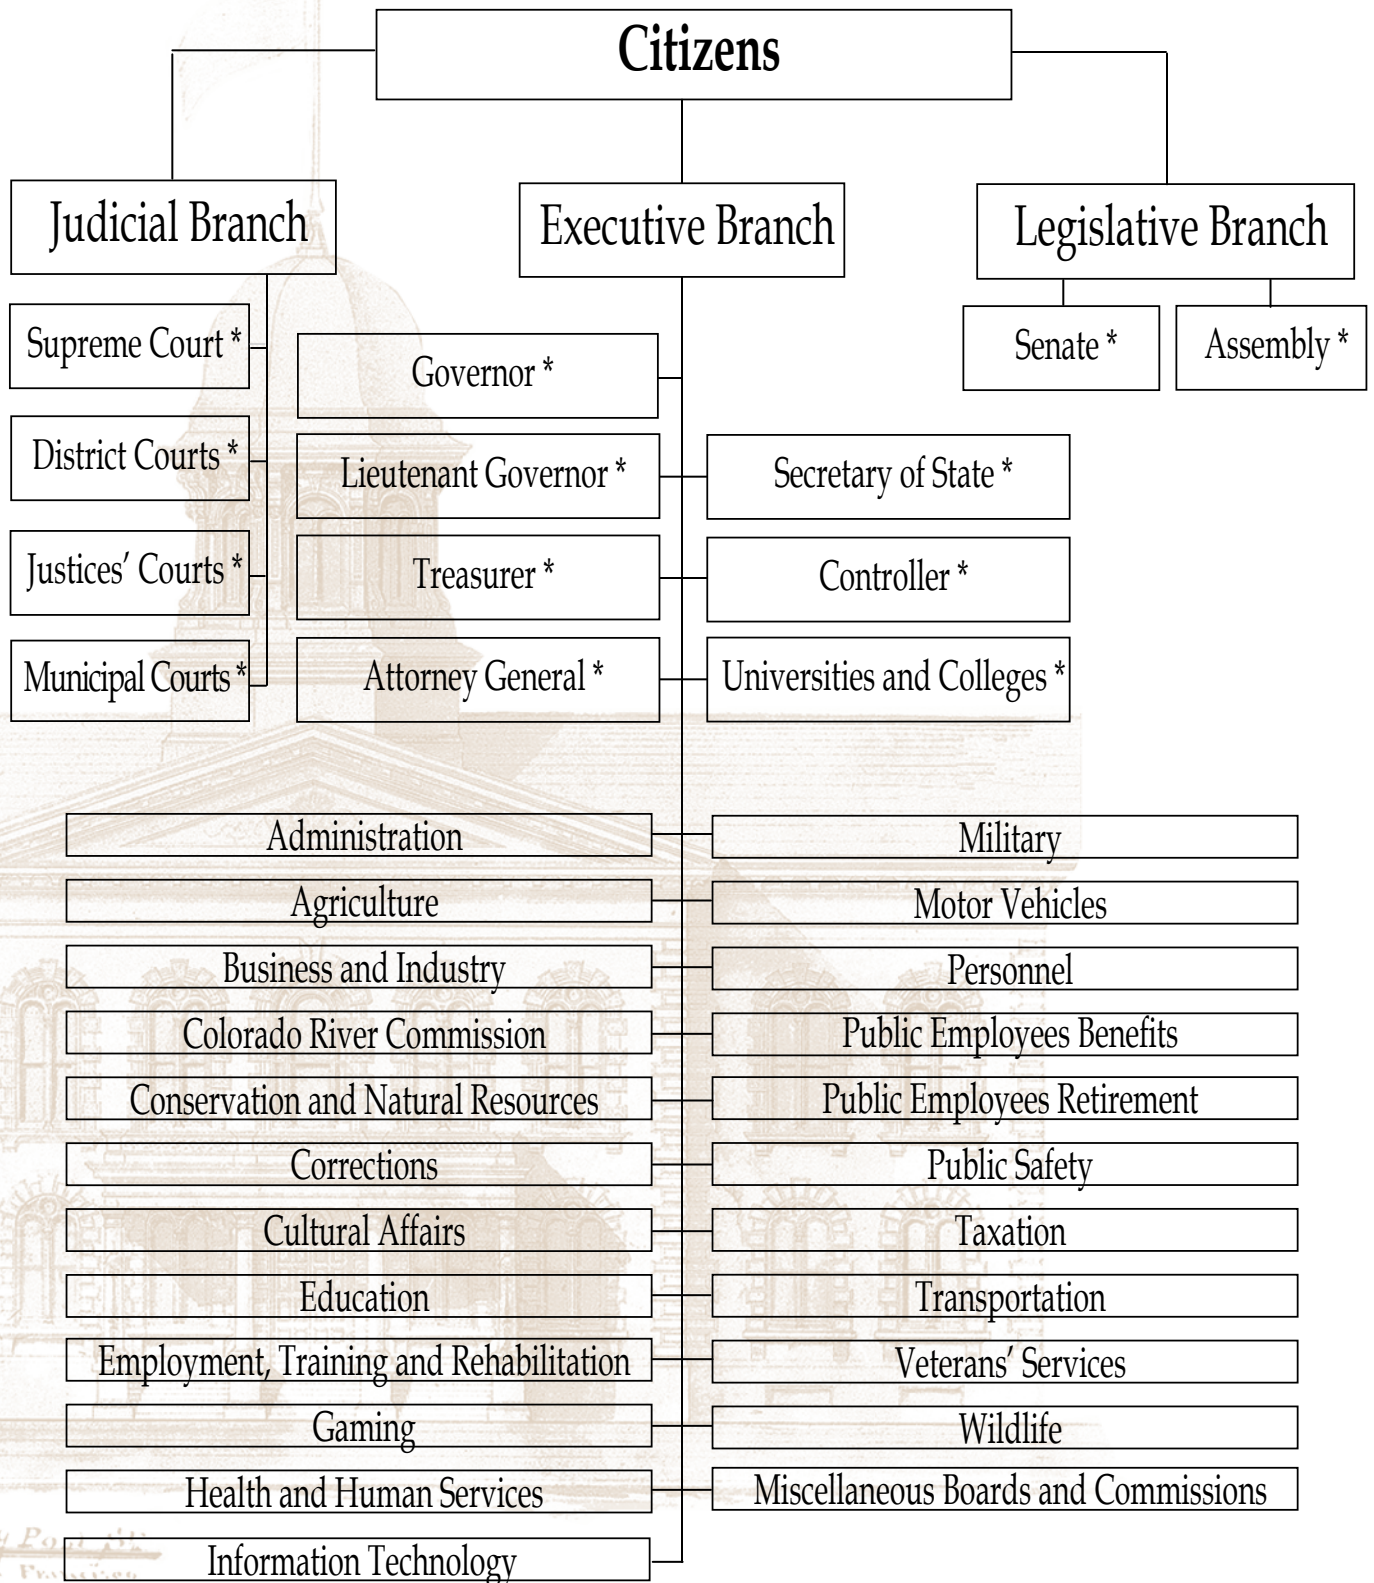 Citizens
Judicial Branch
Executive Branch
Legislative Branch
Supreme Court *
District Courts *
Justices’ Courts *
Municipal Courts *
Governor *
Lieutenant Governor *
Secretary of State *
Treasurer *
Controller *
Attorney General *
Universities and Colleges *
Senate *
Assembly *
Administration
Military
Agriculture
Motor Vehicles
Business and Industry
Personnel
Colorado River Commission
Public Employees Benefits
Conservation and Natural Resources
Public Employees Retirement
Corrections
Public Safety
Cultural Affairs
Taxation
Education
Transportation
Employment, Training and Rehabilitation
Veterans’ Services
Gaming
Wildlife
Health and Human Services
Miscellaneous Boards and Commissions
Information Technology